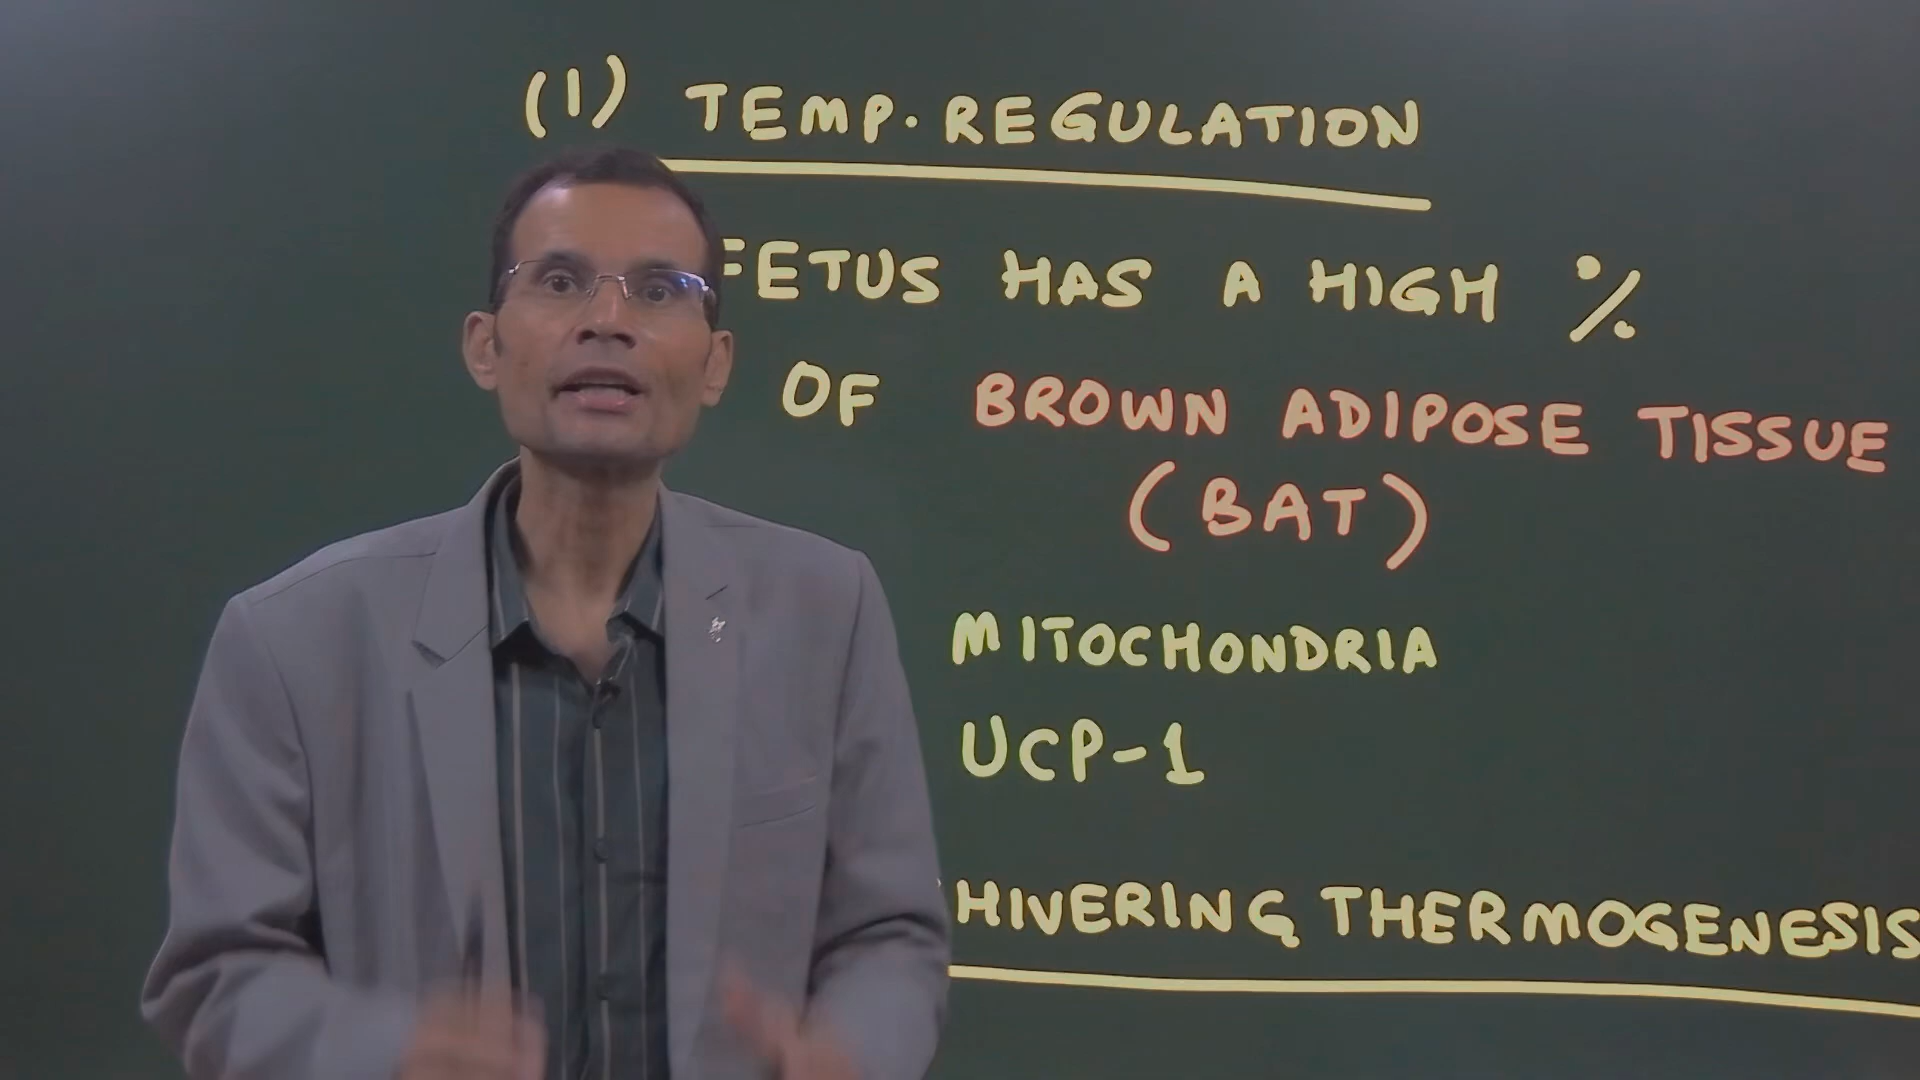 (1) TEMP. REGULATION
FETUS HAS A HIGH %
OF BROWN ADIPOSE TISSUE
(BAT)
MITOCHONDRIA
UCP-1
HIVERING THERMOGENESIS